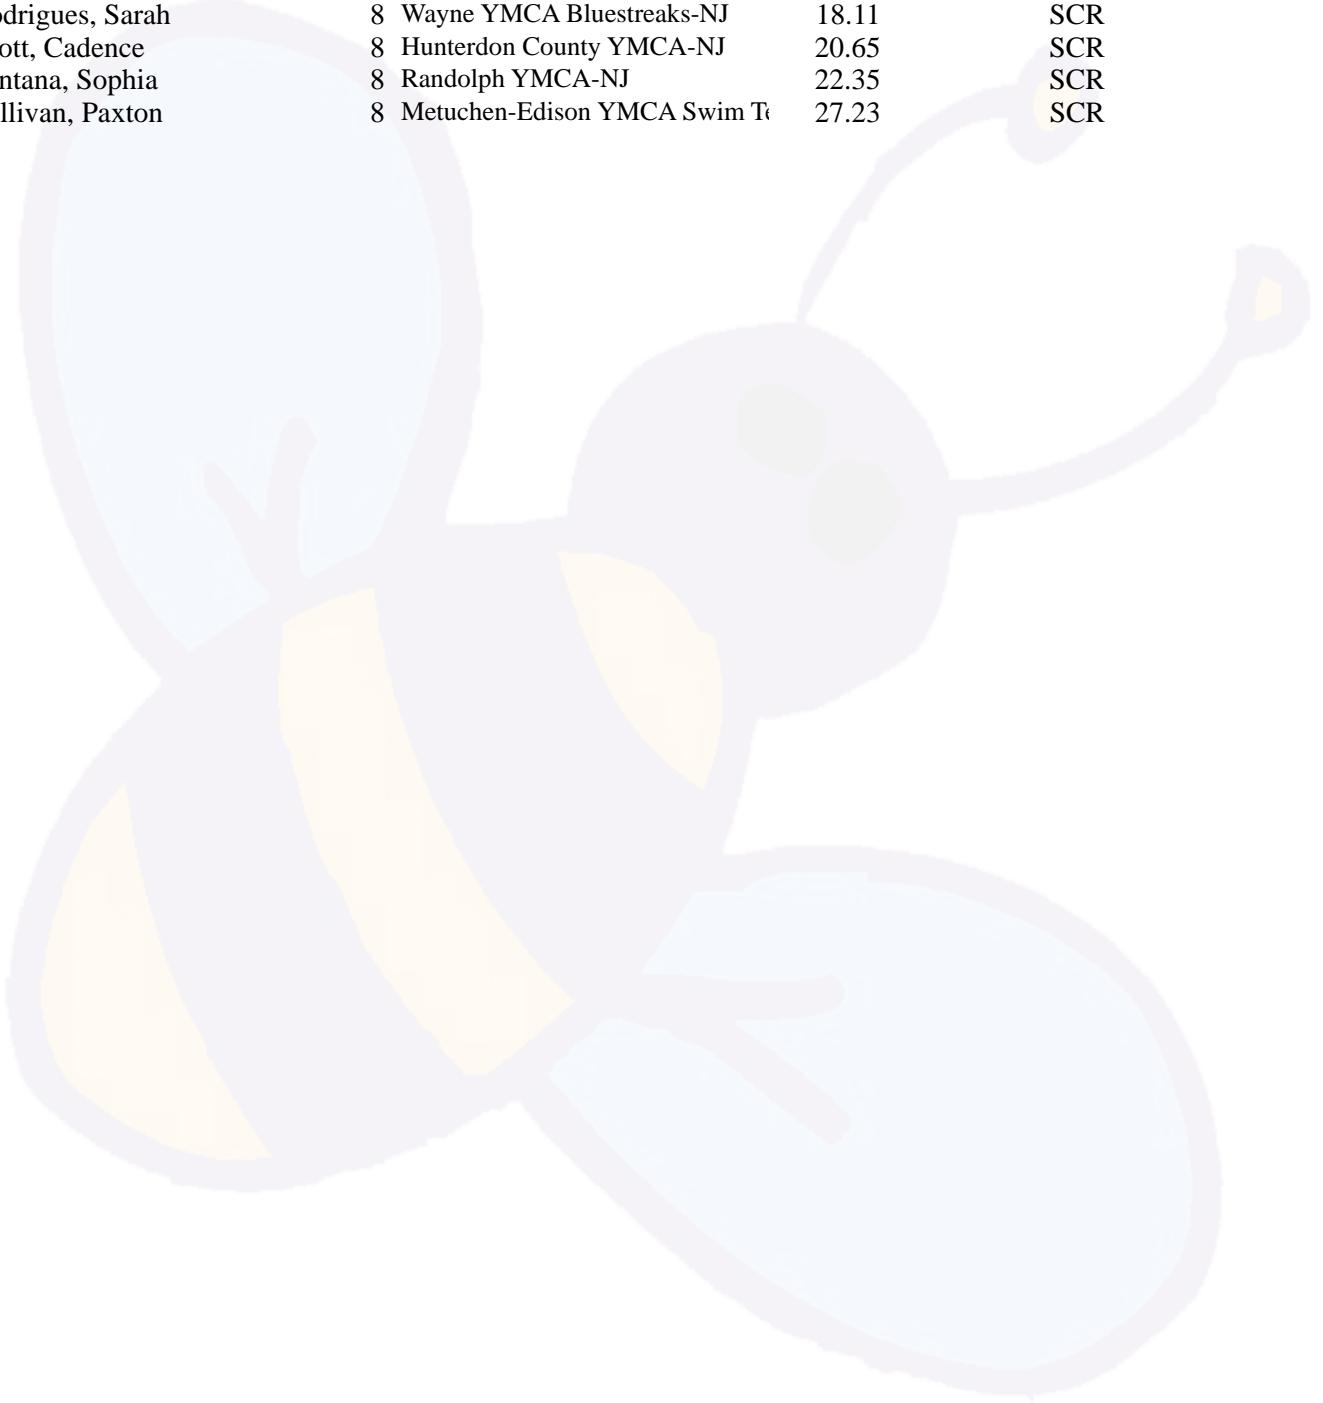 odrigues, Sarah 8 Wayne YMCA Bluestreaks-NJ 18.11 SCR
ott, Cadence 8 Hunterdon County YMCA-NJ 20.65 SCR
ntana, Sophia 8 Randolph YMCA-NJ 22.35 SCR
llivan, Paxton 8 Metuchen-Edison YMCA Swim Te 27.23 SCR